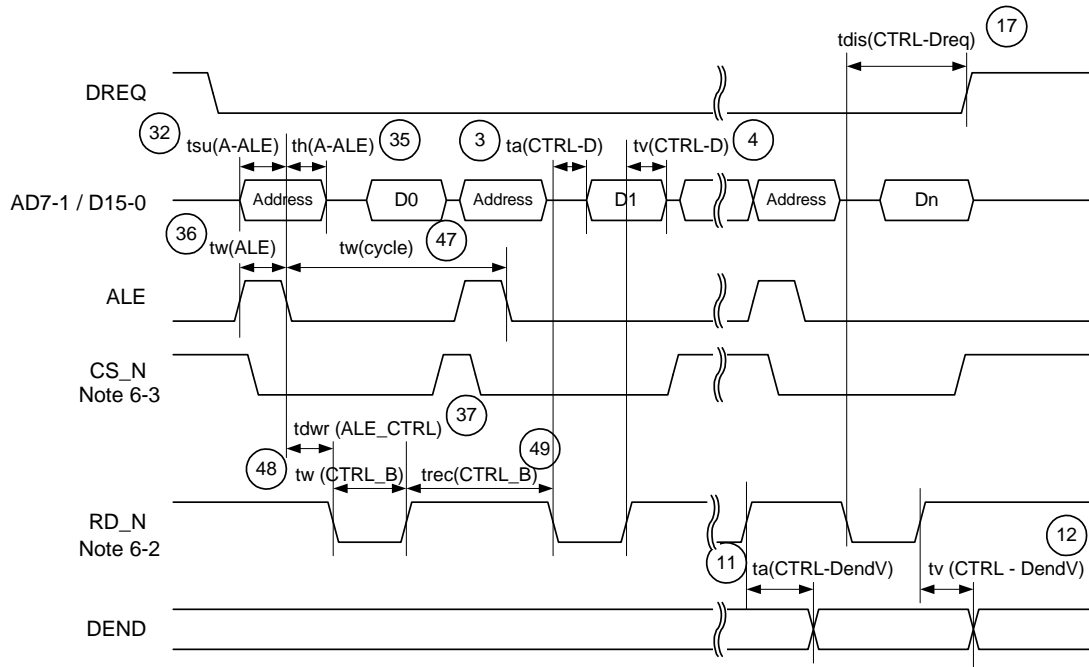 17
tdis(CTRL-Dreq)
DREQ
32
tsu(A-ALE)
th(A-ALE)
35
3
ta(CTRL-D)
tv(CTRL-D)
4
AD7-1 / D15-0
Address
D0
Address
D1
Address
Dn
36
tw(ALE)
tw(cycle)
47
ALE
CS_N
Note 6-3
37
tdwr (ALE_CTRL)
48
tw (CTRL_B)
trec(CTRL_B)
49
RD_N
Note 6-2
11
12
ta(CTRL-DendV)
tv (CTRL - DendV)
DEND